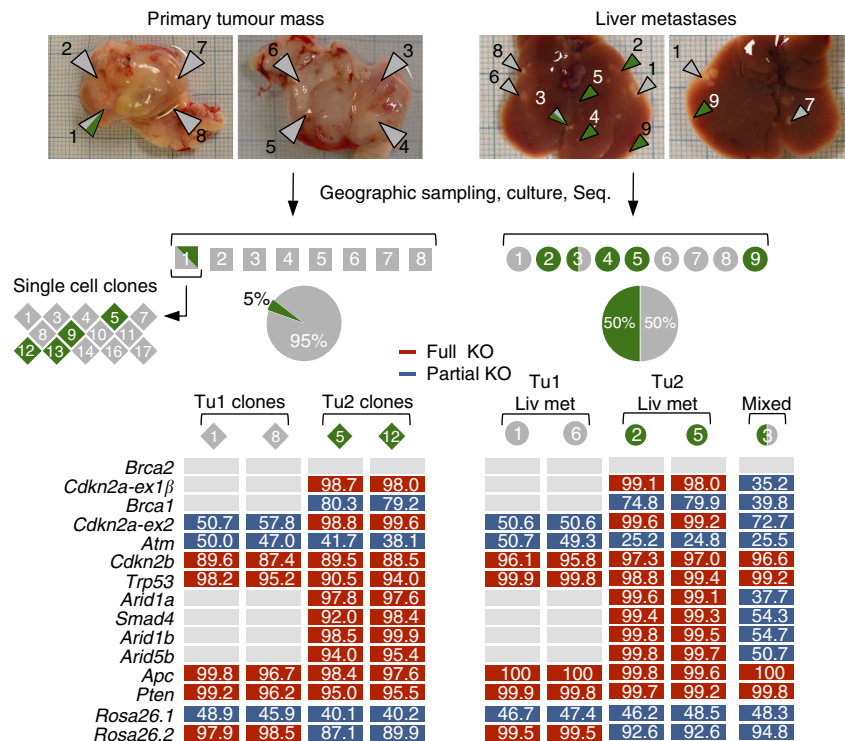 Primary tumour mass
Liver metastases
2 7 1 8
6 3 5 4
8 6 3 5 4 2 1 9
1 9 7
Geographic sampling, culture, Seq.
1 2 3 4 5 6 7 8
1 2 3 4 5 6 7 8 9
Single cell clones
1 3 4 5 7
8 9 10 11
12 13 14 16 17
5%
95%
50% 50%
Full KO
Partial KO
Tu1 clones
Tu2 clones
Tu1
Liv met
Tu2
Liv met
Mixed
1 8 5 12 1 6 2 5 3
Brca2
Cdkn2a-ex1β 98.7 98.0 99.1 98.0 35.2
Brca1 80.3 79.2 74.8 79.9 39.8
Cdkn2a-ex2 50.7 57.8 98.8 99.6 50.6 50.6 99.6 99.2 72.7
Atm 50.0 47.0 41.7 38.1 50.7 49.3 25.2 24.8 25.5
Cdkn2b 89.6 87.4 89.5 88.5 96.1 95.8 97.3 97.0 96.6
Trp53 98.2 95.2 90.5 94.0 99.9 99.8 98.8 99.4 99.2
Arid1a 97.8 97.6 99.6 99.1 37.7
Smad4 92.0 98.4 99.4 99.3 54.3
Arid1b 98.5 99.9 99.8 99.5 54.7
Arid5b 94.0 95.4 99.8 99.7 50.7
Apc 99.8 96.7 98.4 97.6 100 100 99.8 99.6 100
Pten 99.2 96.2 95.0 95.5 99.9 99.8 99.7 99.2 99.8
Rosa26.1 48.9 45.9 40.1 40.2 46.7 47.4 46.2 48.5 48.3
Rosa26.2 97.9 98.5 87.1 89.9 99.5 99.5 92.6 92.6 94.8